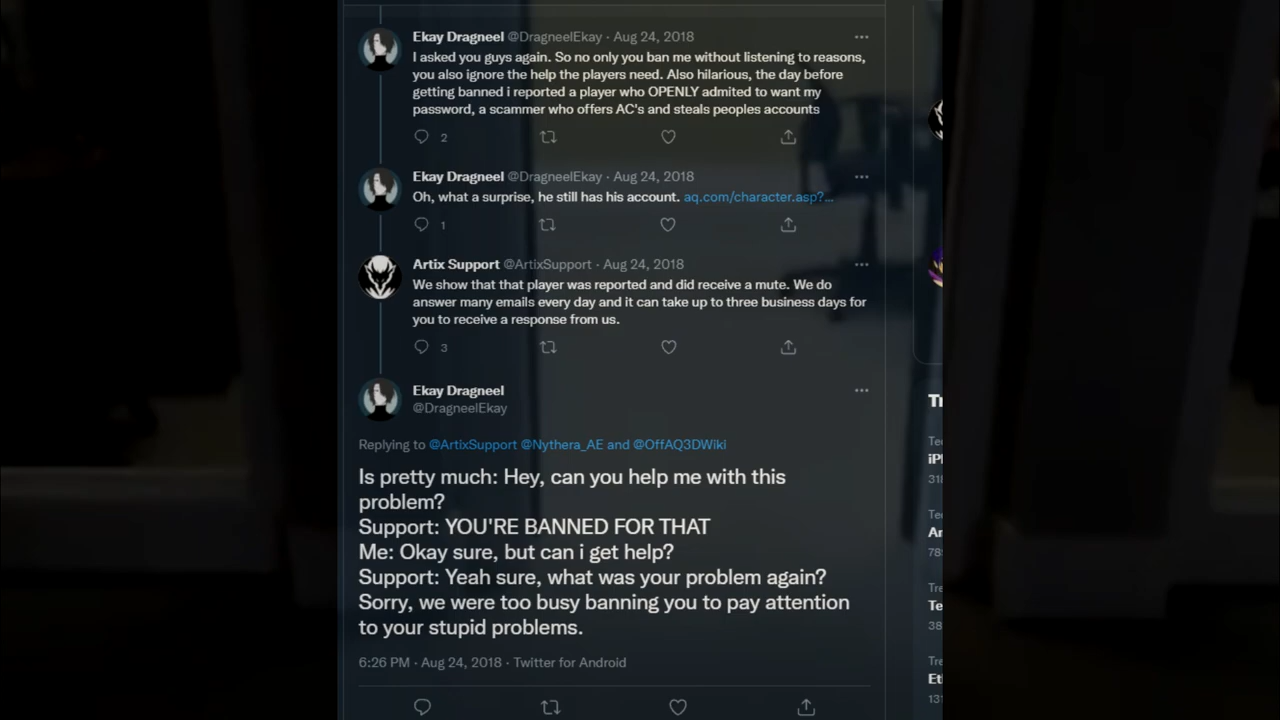 Ekay Dragneel @DragneelEkay · Aug 24, 2018
I asked you guys again. So no only you ban me without listening to reasons,
you also ignore the help the players need. Also hilarious, the day before
getting banned i reported a player who OPENLY admited to want my
password, a scammer who offers AC's and steals peoples accounts
2
Ekay Dragneel @DragneelEkay · Aug 24, 2018
Oh, what a surprise, he still has his account. aq.com/character.asp?...
1
Artix Support @ArtixSupport · Aug 24, 2018
We show that that player was reported and did receive a mute. We do
answer many emails every day and it can take up to three business days for
you to receive a response from us.
3
Ekay Dragneel
@DragneelEkay
Replying to @ArtixSupport @Nythera_AE and @OffAQ3DWiki
Is pretty much: Hey, can you help me with this
problem?
Support: YOU'RE BANNED FOR THAT
Me: Okay sure, but can i get help?
Support: Yeah sure, what was your problem again?
Sorry, we were too busy banning you to pay attention
to your stupid problems.
6:26 PM · Aug 24, 2018 · Twitter for Android